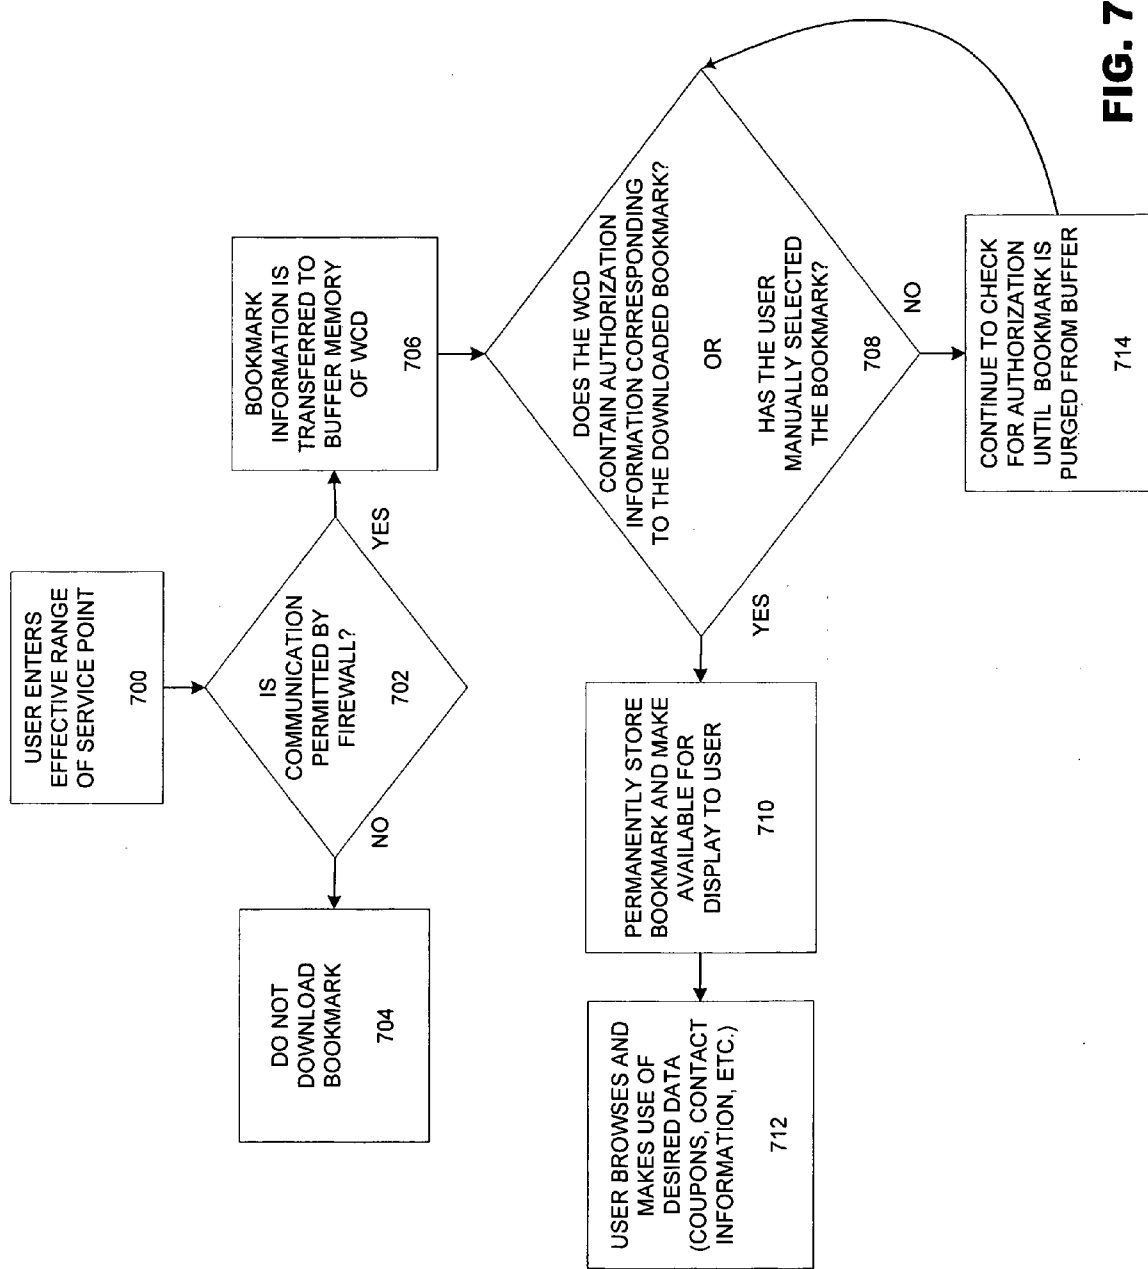 USER ENTERS
EFFECTIVE RANGE
OF SERVICE POINT
700
IS
COMMUNICATION
PERMITTED BY
FIREWALL?
702
NO
YES
DO NOT
DOWNLOAD
BOOKMARK
704
BOOKMARK
INFORMATION IS
TRANSFERRED TO
BUFFER MEMORY
OF WCD
706
DOES THE WCD
CONTAIN AUTHORIZATION
INFORMATION CORRESPONDING
TO THE DOWNLOADED BOOKMARK?
OR
HAS THE USER
MANUALLY SELECTED
THE BOOKMARK?
708
YES
NO
PERMANENTLY STORE
BOOKMARK AND MAKE
AVAILABLE FOR
DISPLAY TO USER
710
USER BROWSES AND
MAKES USE OF
DESIRED DATA
(COUPONS, CONTACT
INFORMATION, ETC.)
712
CONTINUE TO CHECK
FOR AUTHORIZATION
UNTIL BOOKMARK IS
PURGED FROM BUFFER
714
FIG. 7